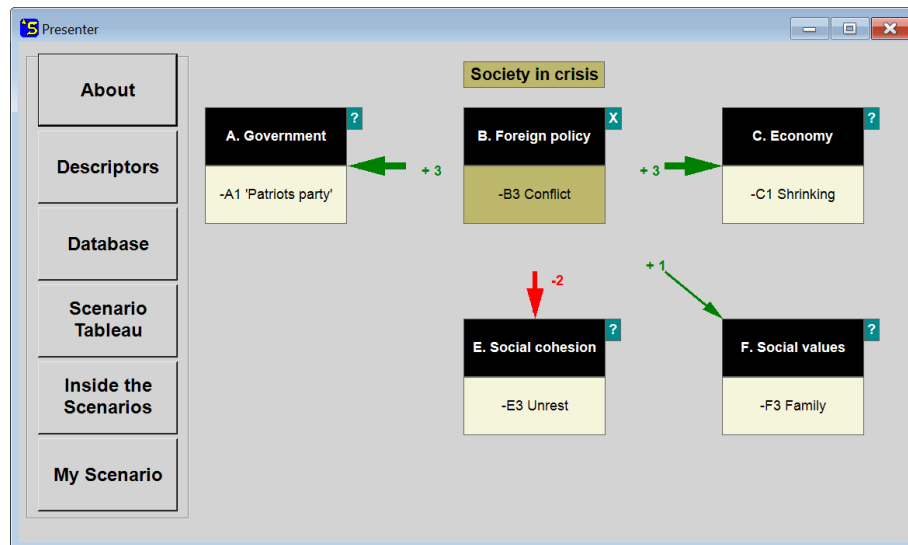 Presenter
About
Descriptors
Database
Scenario
Tableau
Inside the
Scenarios
My Scenario
Society in crisis
A. Government
?
B. Foreign policy
X
C. Economy
?
-A1 'Patriots party'
+ 3
-B3 Conflict
+ 3
-C1 Shrinking
-2
+ 1
E. Social cohesion
?
F. Social values
?
-E3 Unrest
-F3 Family